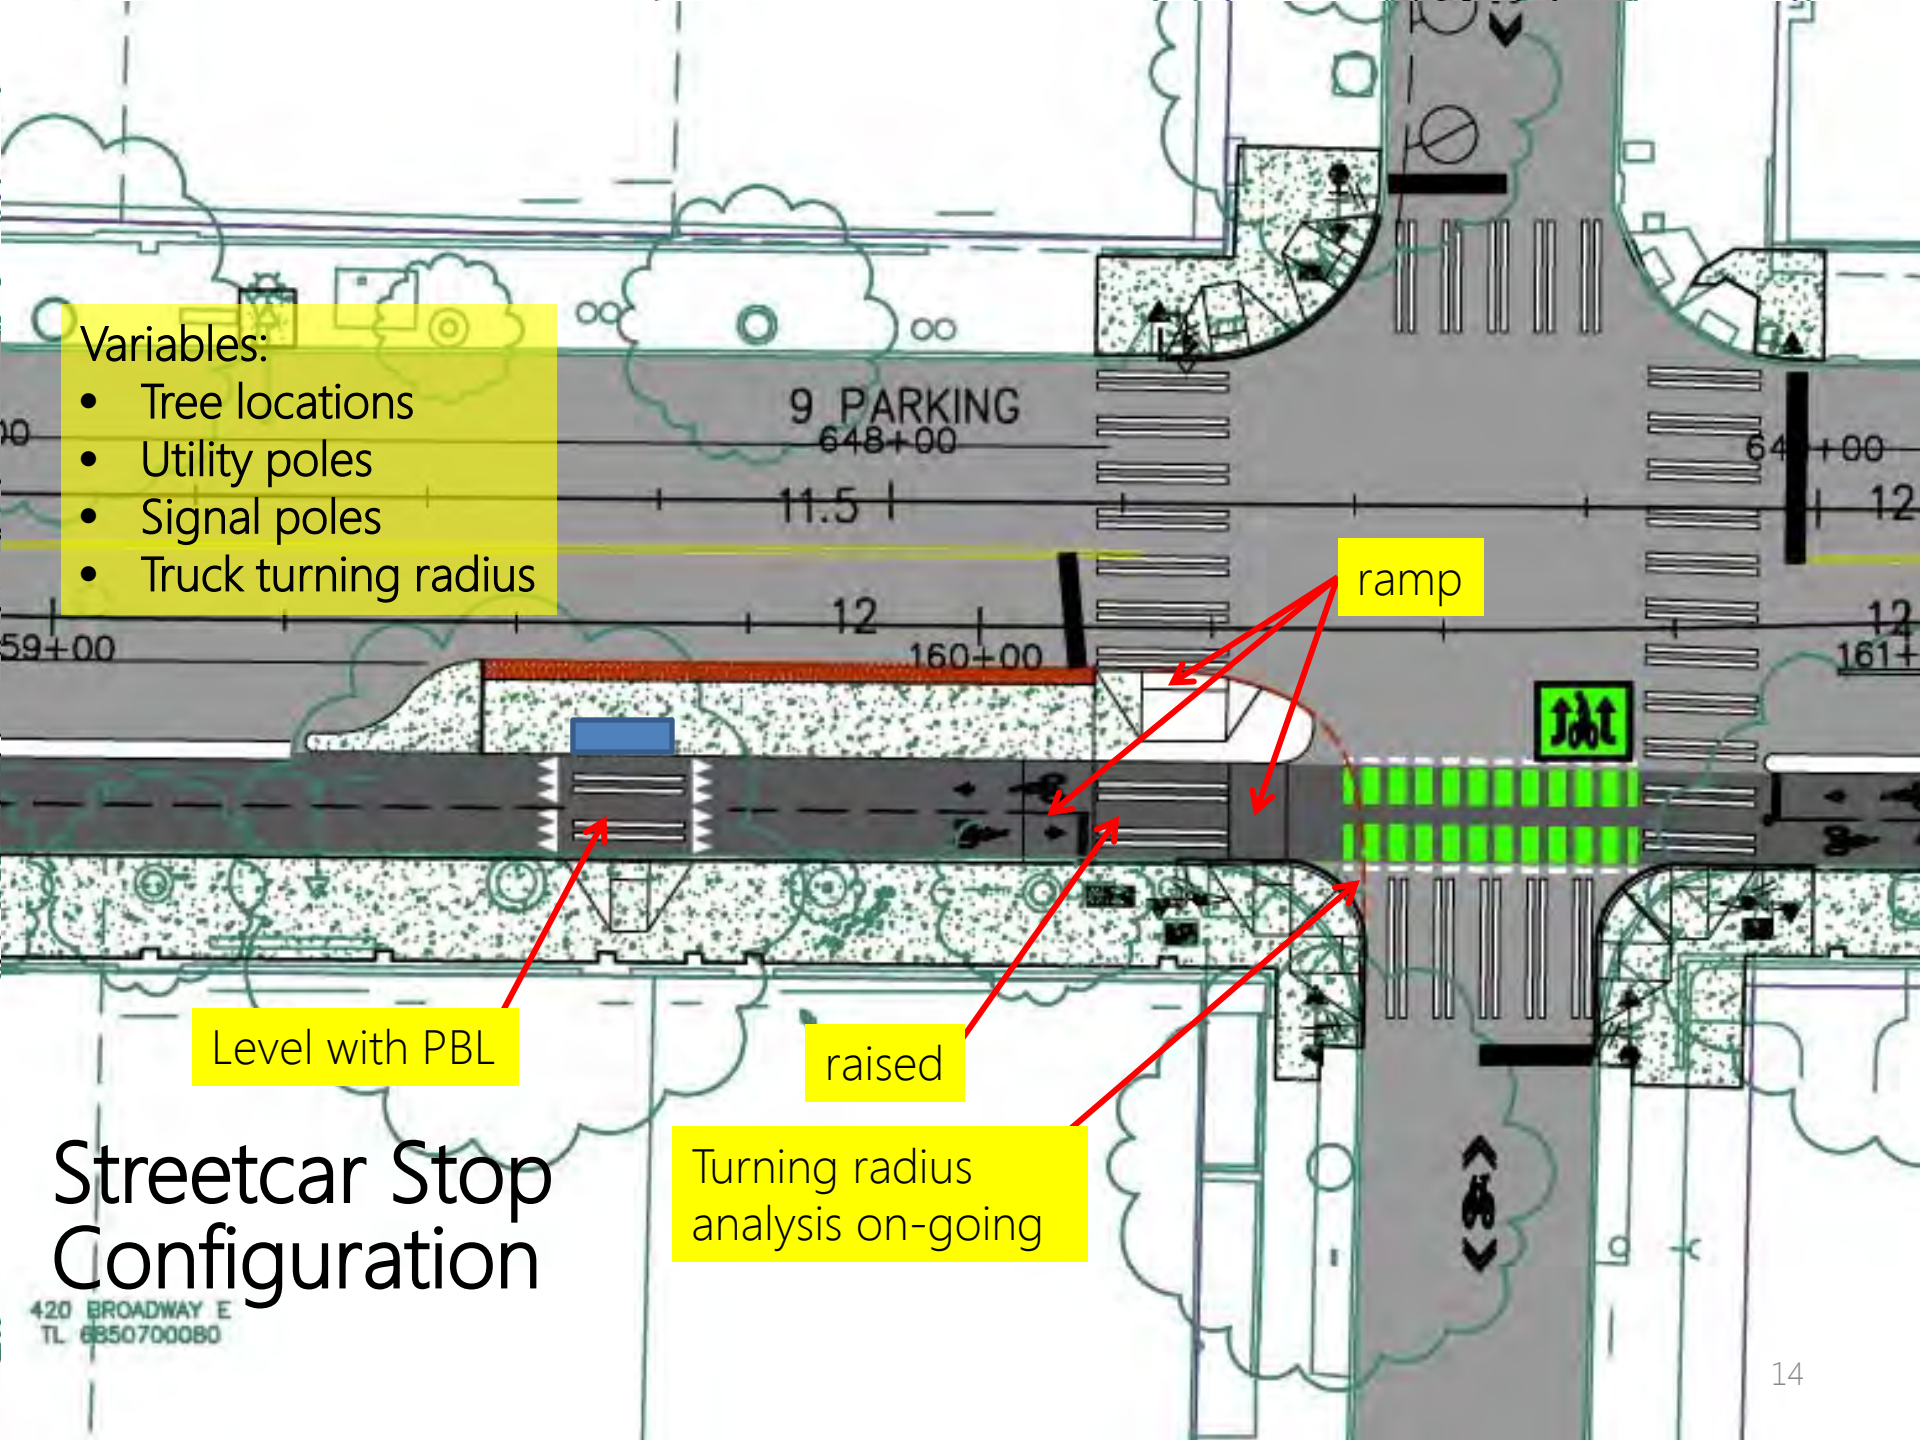 Variables:
• Tree locations
• Utility poles
• Signal poles
• Truck turning radius
9 PARKING
648+00
+00
11.5
12
ramp
12
12
59+00
160+00
161+
Level with PBL
raised
Turning radius
analysis on-going
Streetcar Stop
Configuration
420 BROADWAY E
TL 6850700080
14